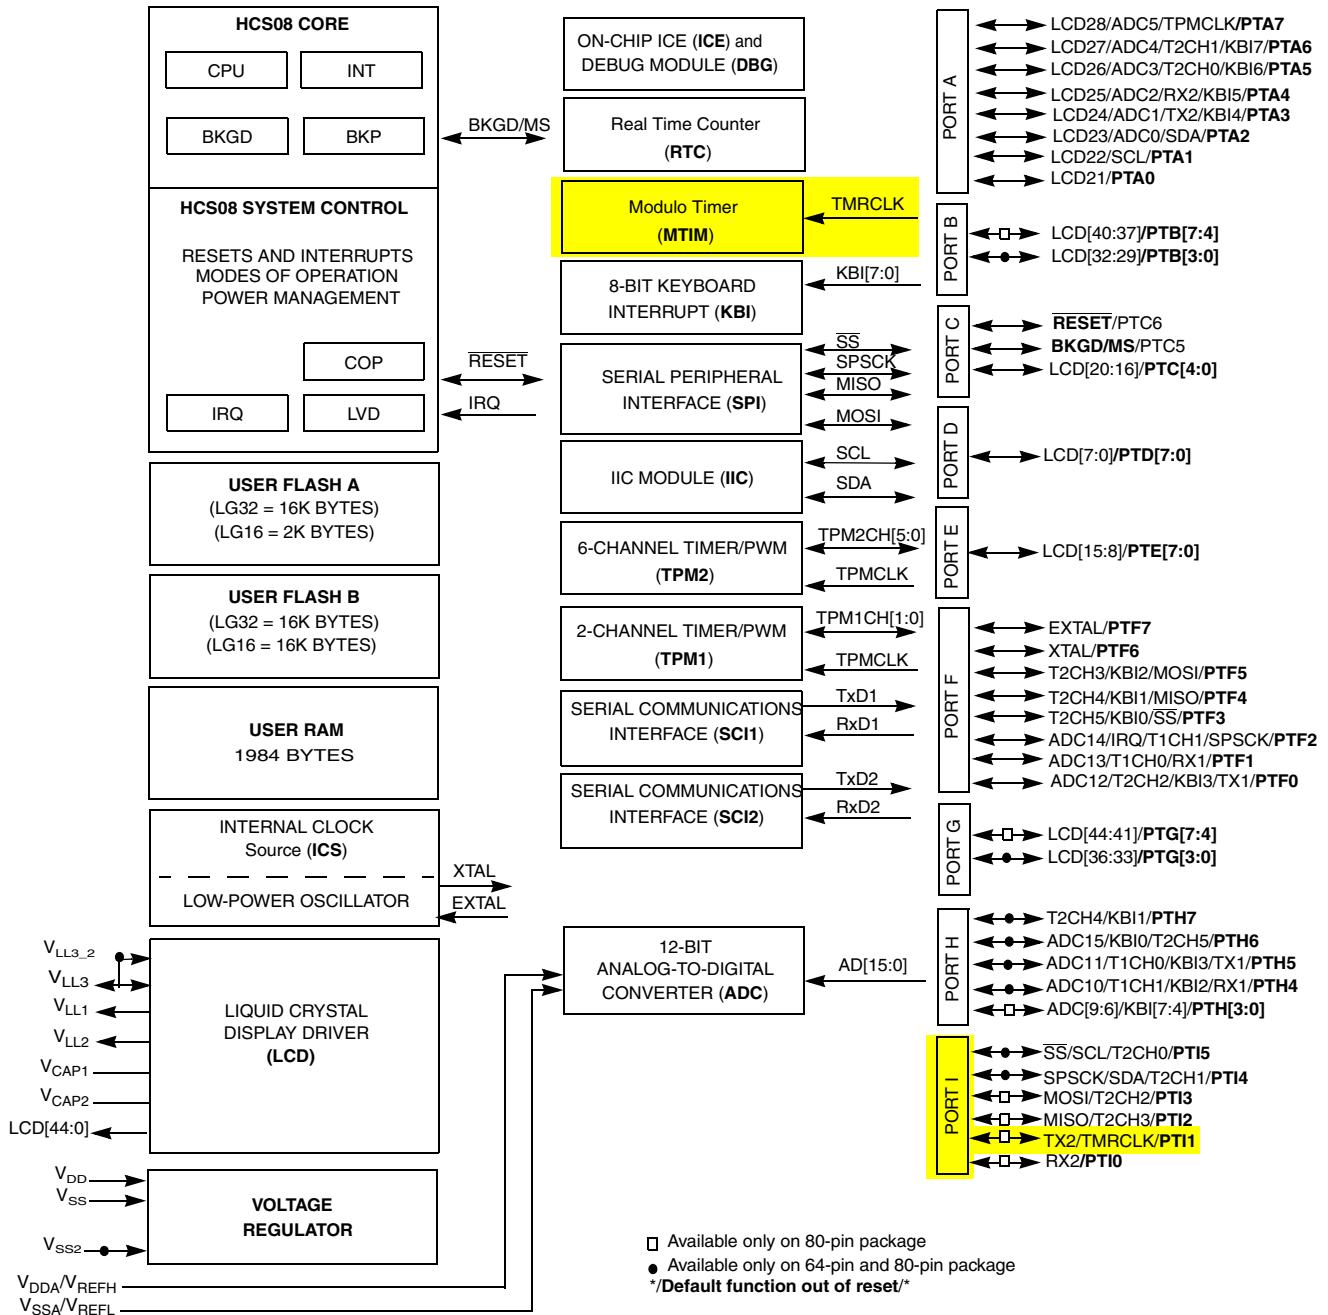 HCS08 CORE
CPU
INT
BKGD
BKP
BKGD/MS
HCS08 SYSTEM CONTROL
RESETS AND INTERRUPTS
MODES OF OPERATION
POWER MANAGEMENT
COP
IRQ
LVD
RESET
IRQ
USER FLASH A
(LG32 = 16K BYTES)
(LG16 = 2K BYTES)
USER FLASH B
(LG32 = 16K BYTES)
(LG16 = 16K BYTES)
USER RAM
1984 BYTES
INTERNAL CLOCK
Source (ICS)
LOW-POWER OSCILLATOR
XTAL
EXTAL
VLL3_2
VLL3
VLL1
VLL2
VCAP1
VCAP2
LCD[44:0]
LIQUID CRYSTAL
DISPLAY DRIVER
(LCD)
VDD
VSS
VSS2
VOLTAGE
REGULATOR
VDDA/VREFH
VSSA/VREFL
ON-CHIP ICE (ICE) and
DEBUG MODULE (DBG)
Real Time Counter
(RTC)
Modulo Timer
(MTIM)
TMRCLK
8-BIT KEYBOARD
INTERRUPT (KBI)
KBI[7:0]
SERIAL PERIPHERAL
INTERFACE (SPI)
SS
SPSCK
MISO
MOSI
IIC MODULE (IIC)
SCL
SDA
6-CHANNEL TIMER/PWM
(TPM2)
TPM2CH[5:0]
TPMCLK
2-CHANNEL TIMER/PWM
(TPM1)
TPM1CH[1:0]
TPMCLK
SERIAL COMMUNICATIONS
INTERFACE (SCI1)
TxD1
RxD1
SERIAL COMMUNICATIONS
INTERFACE (SCI2)
TxD2
RxD2
12-BIT
ANALOG-TO-DIGITAL
CONVERTER (ADC)
AD[15:0]
PORT A
LCD28/ADC5/TPMCLK/PTA7
LCD27/ADC4/T2CH1/KBI7/PTA6
LCD26/ADC3/T2CH0/KBI6/PTA5
LCD25/ADC2/RX2/KBI5/PTA4
LCD24/ADC1/TX2/KBI4/PTA3
LCD23/ADC0/SDA/PTA2
LCD22/SCL/PTA1
LCD21/PTA0
PORT B
LCD[40:37]/PTB[7:4]
LCD[32:29]/PTB[3:0]
PORT C
RESET/PTC6
BKGD/MS/PTC5
LCD[20:16]/PTC[4:0]
PORT D
LCD[7:0]/PTD[7:0]
PORT E
LCD[15:8]/PTE[7:0]
PORT F
EXTAL/PTF7
XTAL/PTF6
T2CH3/KBI2/MOSI/PTF5
T2CH4/KBI1/MISO/PTF4
T2CH5/KBI0/SS/PTF3
ADC14/IRQ/T1CH1/SPSCK/PTF2
ADC13/T1CH0/RX1/PTF1
ADC12/T2CH2/KBI3/TX1/PTF0
PORT G
LCD[44:41]/PTG[7:4]
LCD[36:33]/PTG[3:0]
PORT H
T2CH4/KBI1/PTH7
ADC15/KBI0/T2CH5/PTH6
ADC11/T1CH0/KBI3/TX1/PTH5
ADC10/T1CH1/KBI2/RX1/PTH4
ADC[9:6]/KBI[7:4]/PTH[3:0]
PORT I
SS/SCL/T2CH0/PTI5
SPSCK/SDA/T2CH1/PTI4
MOSI/T2CH2/PTI3
MISO/T2CH3/PTI2
TX2/TMRCLK/PTI1
RX2/PTI0
Available only on 80-pin package
Available only on 64-pin and 80-pin package
*/Default function out of reset/*